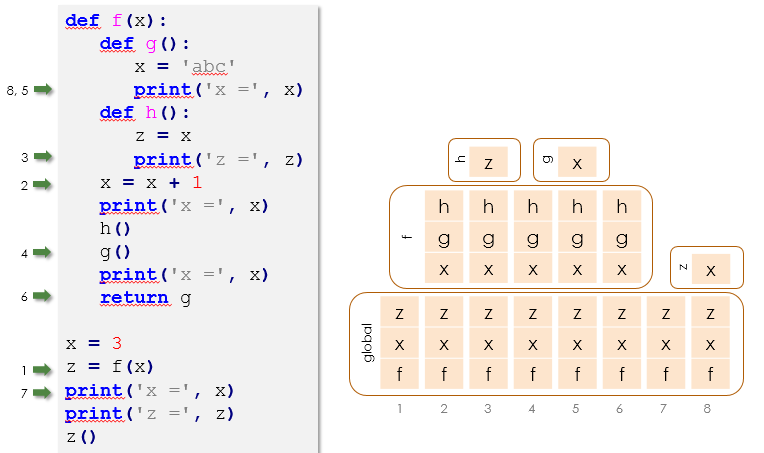 def f(x):
def g():
x = 'abc'
8, 5 print('x =', x)
def h():
z = x
3 print('z =', z)
2 x = x + 1
print('x =', x)
h()
4 g()
print('x =', x)
6 return g
x = 3
1 z = f(x)
7 print('x =', x)
print('z =', z)
z()
h z g x
h h h h h
f g g g g g
x x x x x
z x
z z z z z z z z
global x x x x x x x x
f f f f f f f f
1 2 3 4 5 6 7 8